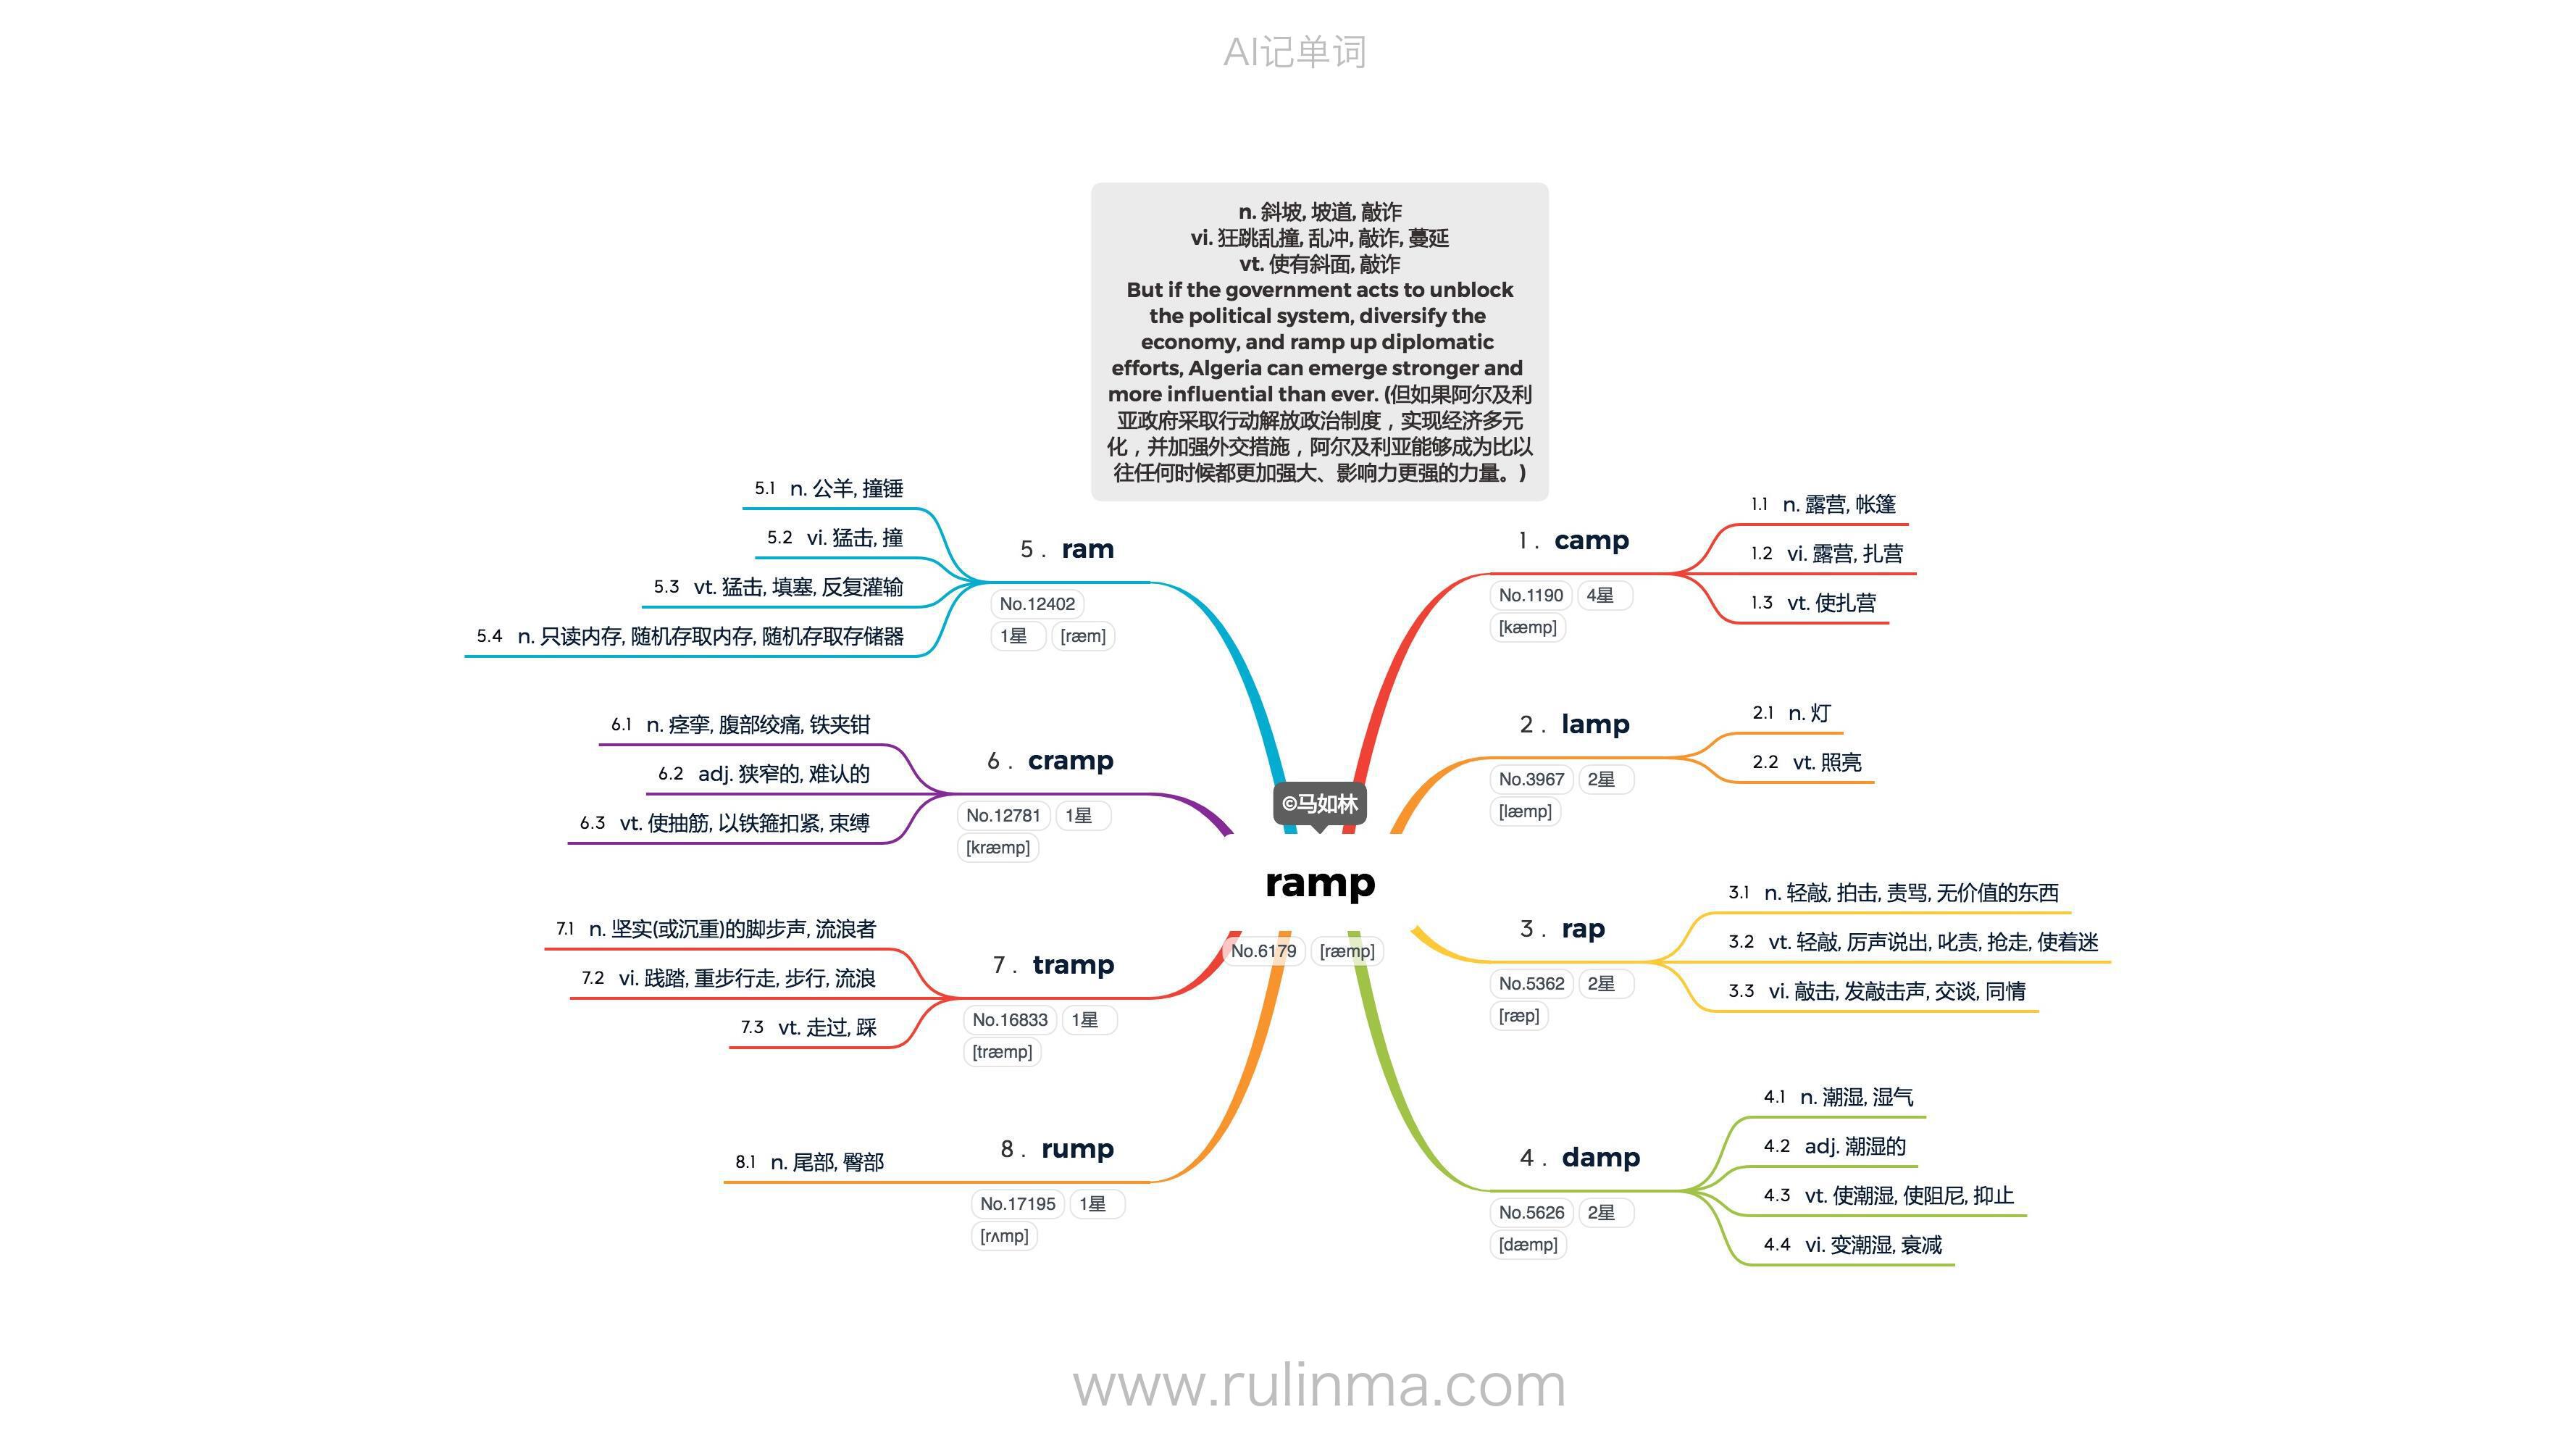 AI记单词
n. 斜坡, 坡道, 敲诈
vi. 狂跳乱撞, 乱冲, 敲诈, 蔓延
vt. 使有斜面, 敲诈
But if the government acts to unblock
the political system, diversify the
economy, and ramp up diplomatic
efforts, Algeria can emerge stronger and
more influential than ever. (但如果阿尔及利
亚政府采取行动解放政治制度，实现经济多元
化，并加强外交措施，阿尔及利亚能够成为比以
往任何时候都更加强大、影响力更强的力量。)
©马如林
ramp
No.6179 [ræmp]
1. camp
No.1190 4星
[kæmp]
1.1 n. 露营, 帐篷
1.2 vi. 露营, 扎营
1.3 vt. 使扎营
2. lamp
No.3967 2星
[læmp]
2.1 n. 灯
2.2 vt. 照亮
3. rap
No.5362 2星
[ræp]
3.1 n. 轻敲, 拍击, 责骂, 无价值的东西
3.2 vt. 轻敲, 厉声说出, 叱责, 抢走, 使着迷
3.3 vi. 敲击, 发敲击声, 交谈, 同情
4. damp
No.5626 2星
[dæmp]
4.1 n. 潮湿, 湿气
4.2 adj. 潮湿的
4.3 vt. 使潮湿, 使阻尼, 抑止
4.4 vi. 变潮湿, 衰减
5. ram
No.12402
1星 [ræm]
5.1 n. 公羊, 撞锤
5.2 vi. 猛击, 撞
5.3 vt. 猛击, 填塞, 反复灌输
5.4 n. 只读内存, 随机存取内存, 随机存取存储器
6. cramp
No.12781 1星
[kræmp]
6.1 n. 痉挛, 腹部绞痛, 铁夹钳
6.2 adj. 狭窄的, 难认的
6.3 vt. 使抽筋, 以铁箍扣紧, 束缚
7. tramp
No.16833 1星
[træmp]
7.1 n. 坚实(或沉重)的脚步声, 流浪者
7.2 vi. 践踏, 重步行走, 步行, 流浪
7.3 vt. 走过, 踩
8. rump
No.17195 1星
[rʌmp]
8.1 n. 尾部, 臀部
www.rulinma.com